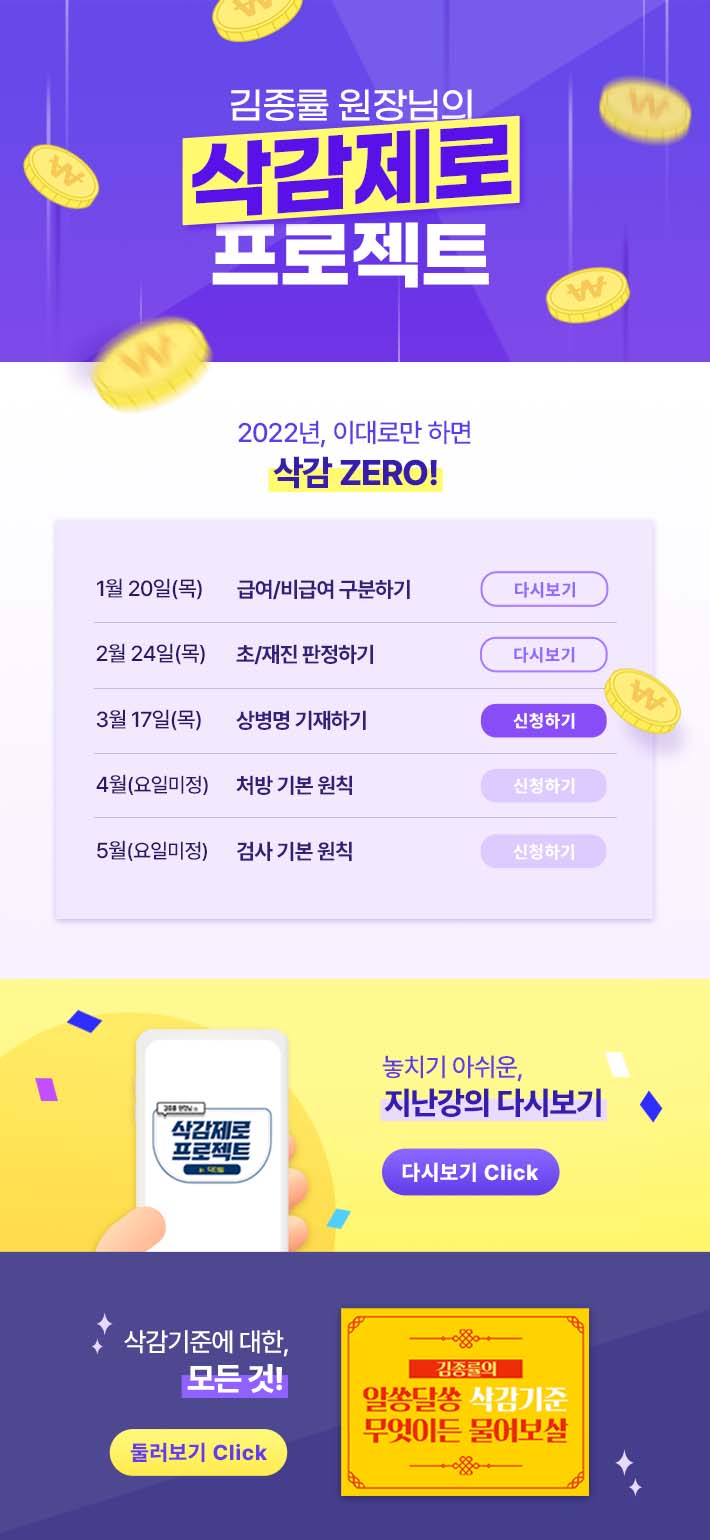 김종률 원장님의
삭감제로
프로젝트
2022년, 이대로만 하면
삭감 ZERO!
1월 20일(목) 급여/비급여 구분하기 다시보기
2월 24일(목) 초/재진 판정하기 다시보기
3월 17일(목) 상병명 기재하기 신청하기
4월(요일미정) 처방 기본 원칙 신청하기
5월(요일미정) 검사 기본 원칙 신청하기
놓치기 아쉬운,
지난강의 다시보기
다시보기 Click
김종률 원장님의
삭감제로
프로젝트
삭감기준에 대한,
모든 것!
둘러보기 Click
김종률의
알쏭달쏭 삭감기준
무엇이든 물어보살